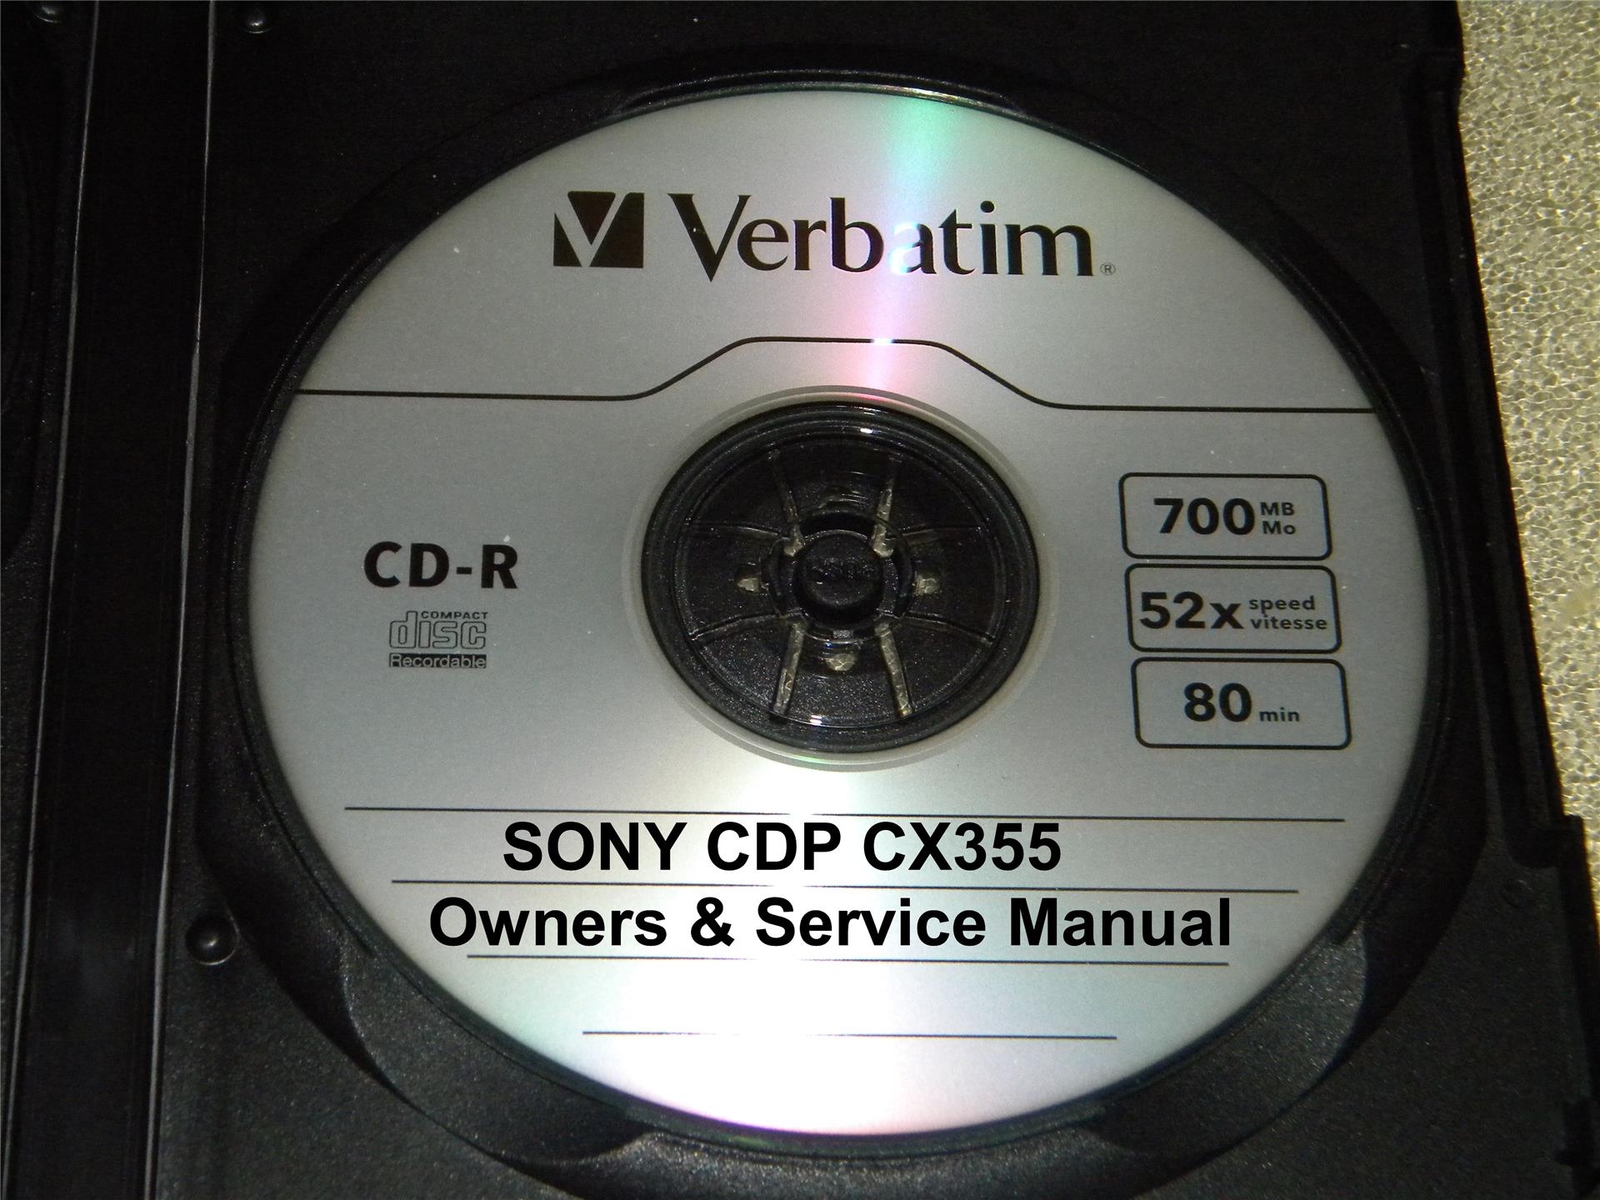 Verbatim®
CD-R
COMPACT
disc
Recordable
700 MB
Mo
52x speed
vitesse
80 min
SONY CDP CX355
Owners & Service Manual